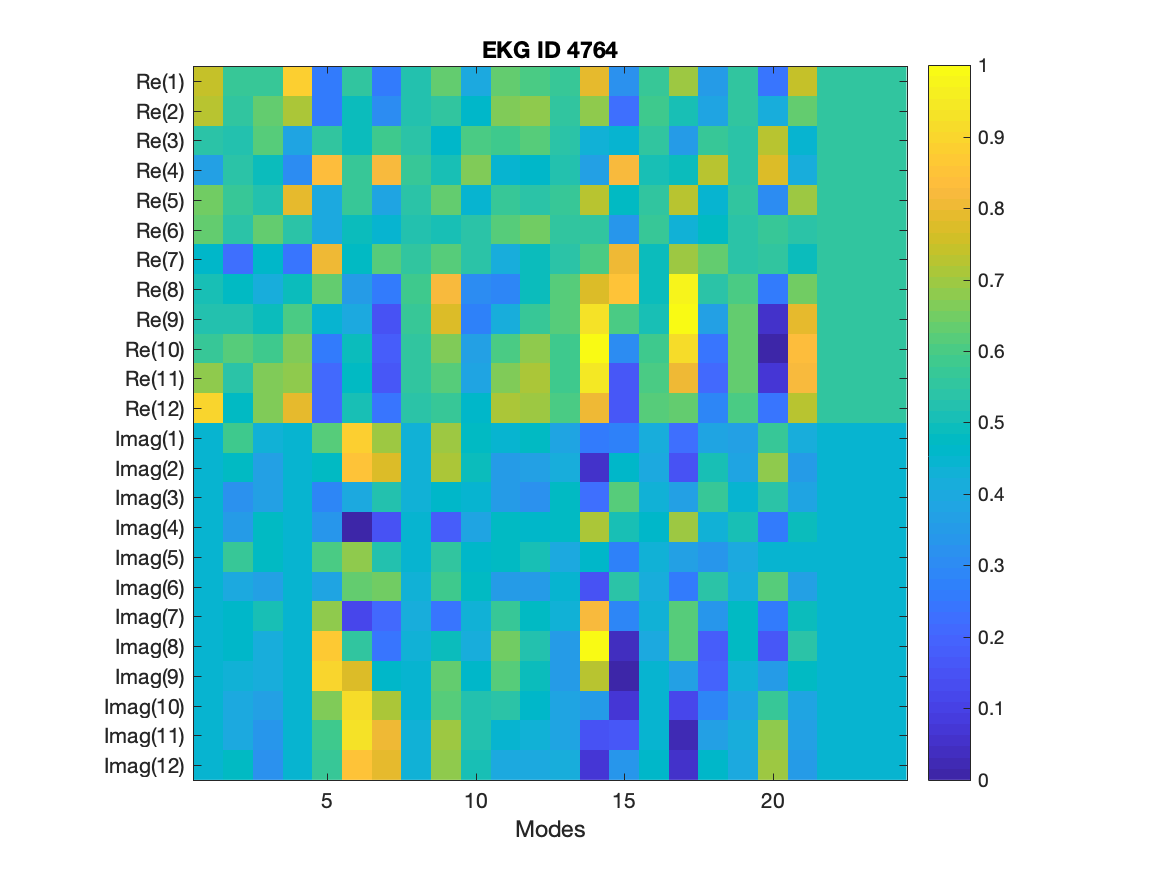 EKG ID 4764
Re(1)
Re(2)
Re(3)
Re(4)
Re(5)
Re(6)
Re(7)
Re(8)
Re(9)
Re(10)
Re(11)
Re(12)
Imag(1)
Imag(2)
Imag(3)
Imag(4)
Imag(5)
Imag(6)
Imag(7)
Imag(8)
Imag(9)
Imag(10)
Imag(11)
Imag(12)
5 10 15 20
Modes
1
0.9
0.8
0.7
0.6
0.5
0.4
0.3
0.2
0.1
0